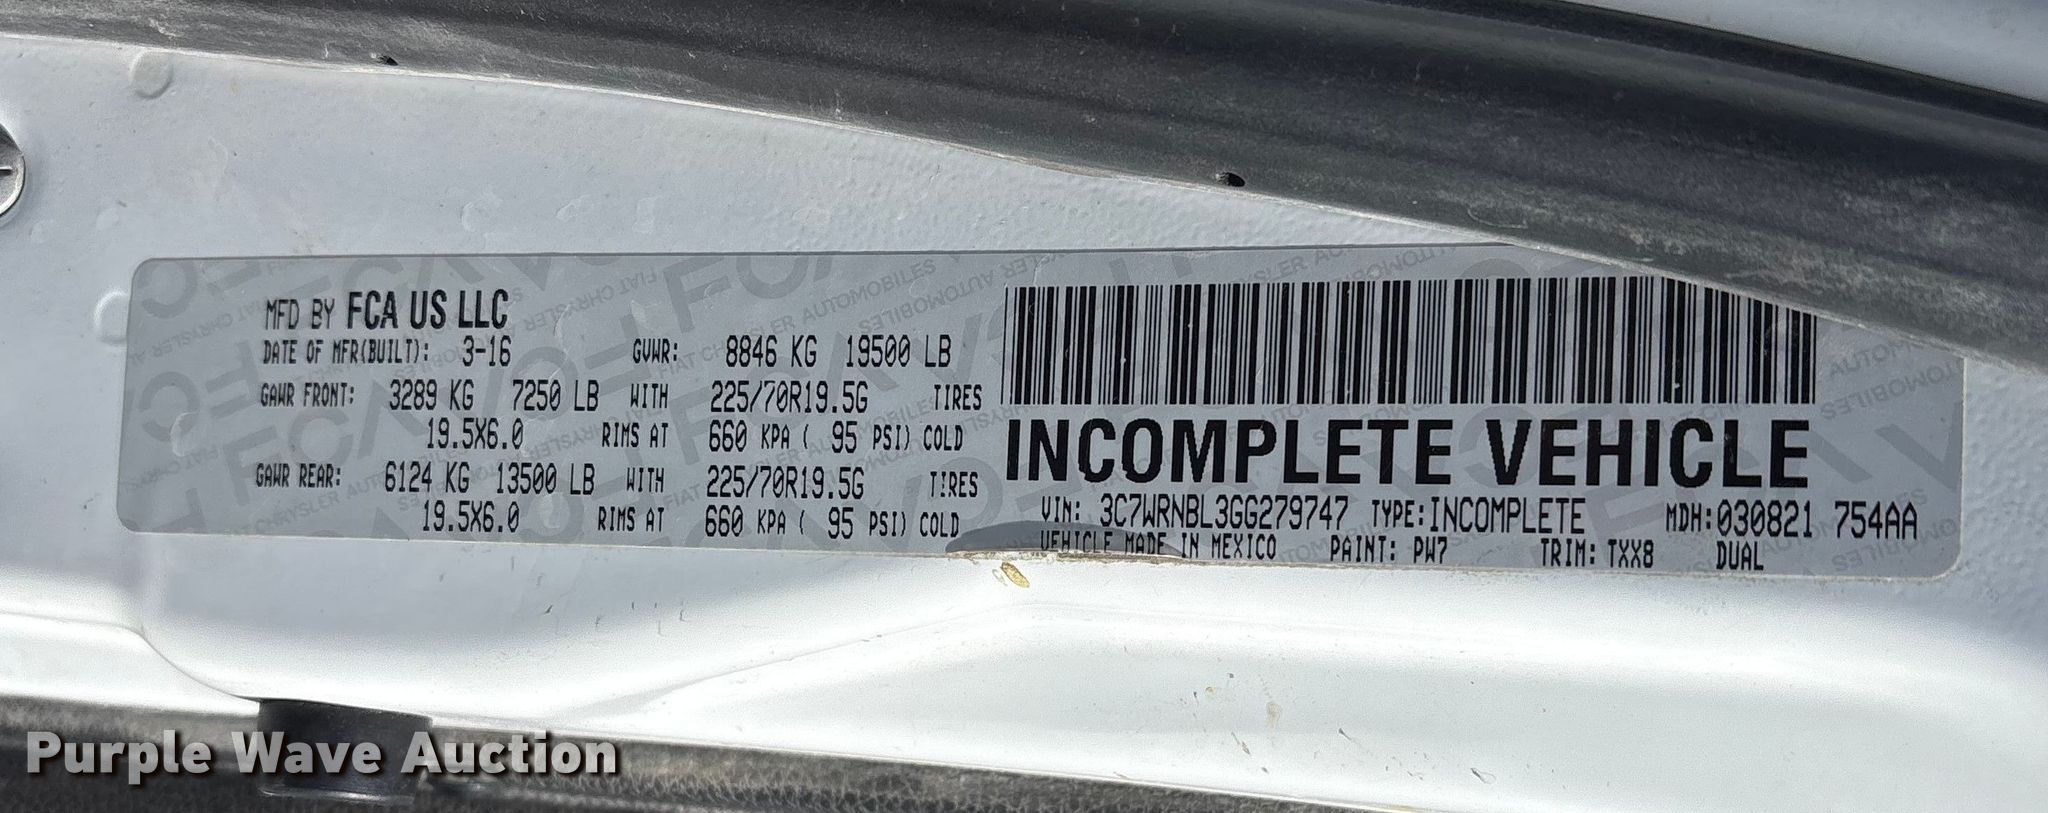 MFD BY FCA US LLC
DATE OF MFR(BUILT): 3-16 GVWR: 8846 KG 19500 LB
GAWR FRONT: 3289 KG 7250 LB WITH 225/70R19.5G TIRES
19.5X6.0 RIMS AT 660 KPA ( 95 PSI) COLD
GAWR REAR: 6124 KG 13500 LB WITH 225/70R19.5G TIRES
19.5X6.0 RIMS AT 660 KPA ( 95 PSI) COLD
INCOMPLETE VEHICLE
VIN: 3C7WRNBL3GG279747 TYPE: INCOMPLETE MDH: 030821 754AA
VEHICLE MADE IN MEXICO PAINT: PW7 TRIM: TXX8 DUAL
Purple Wave Auction